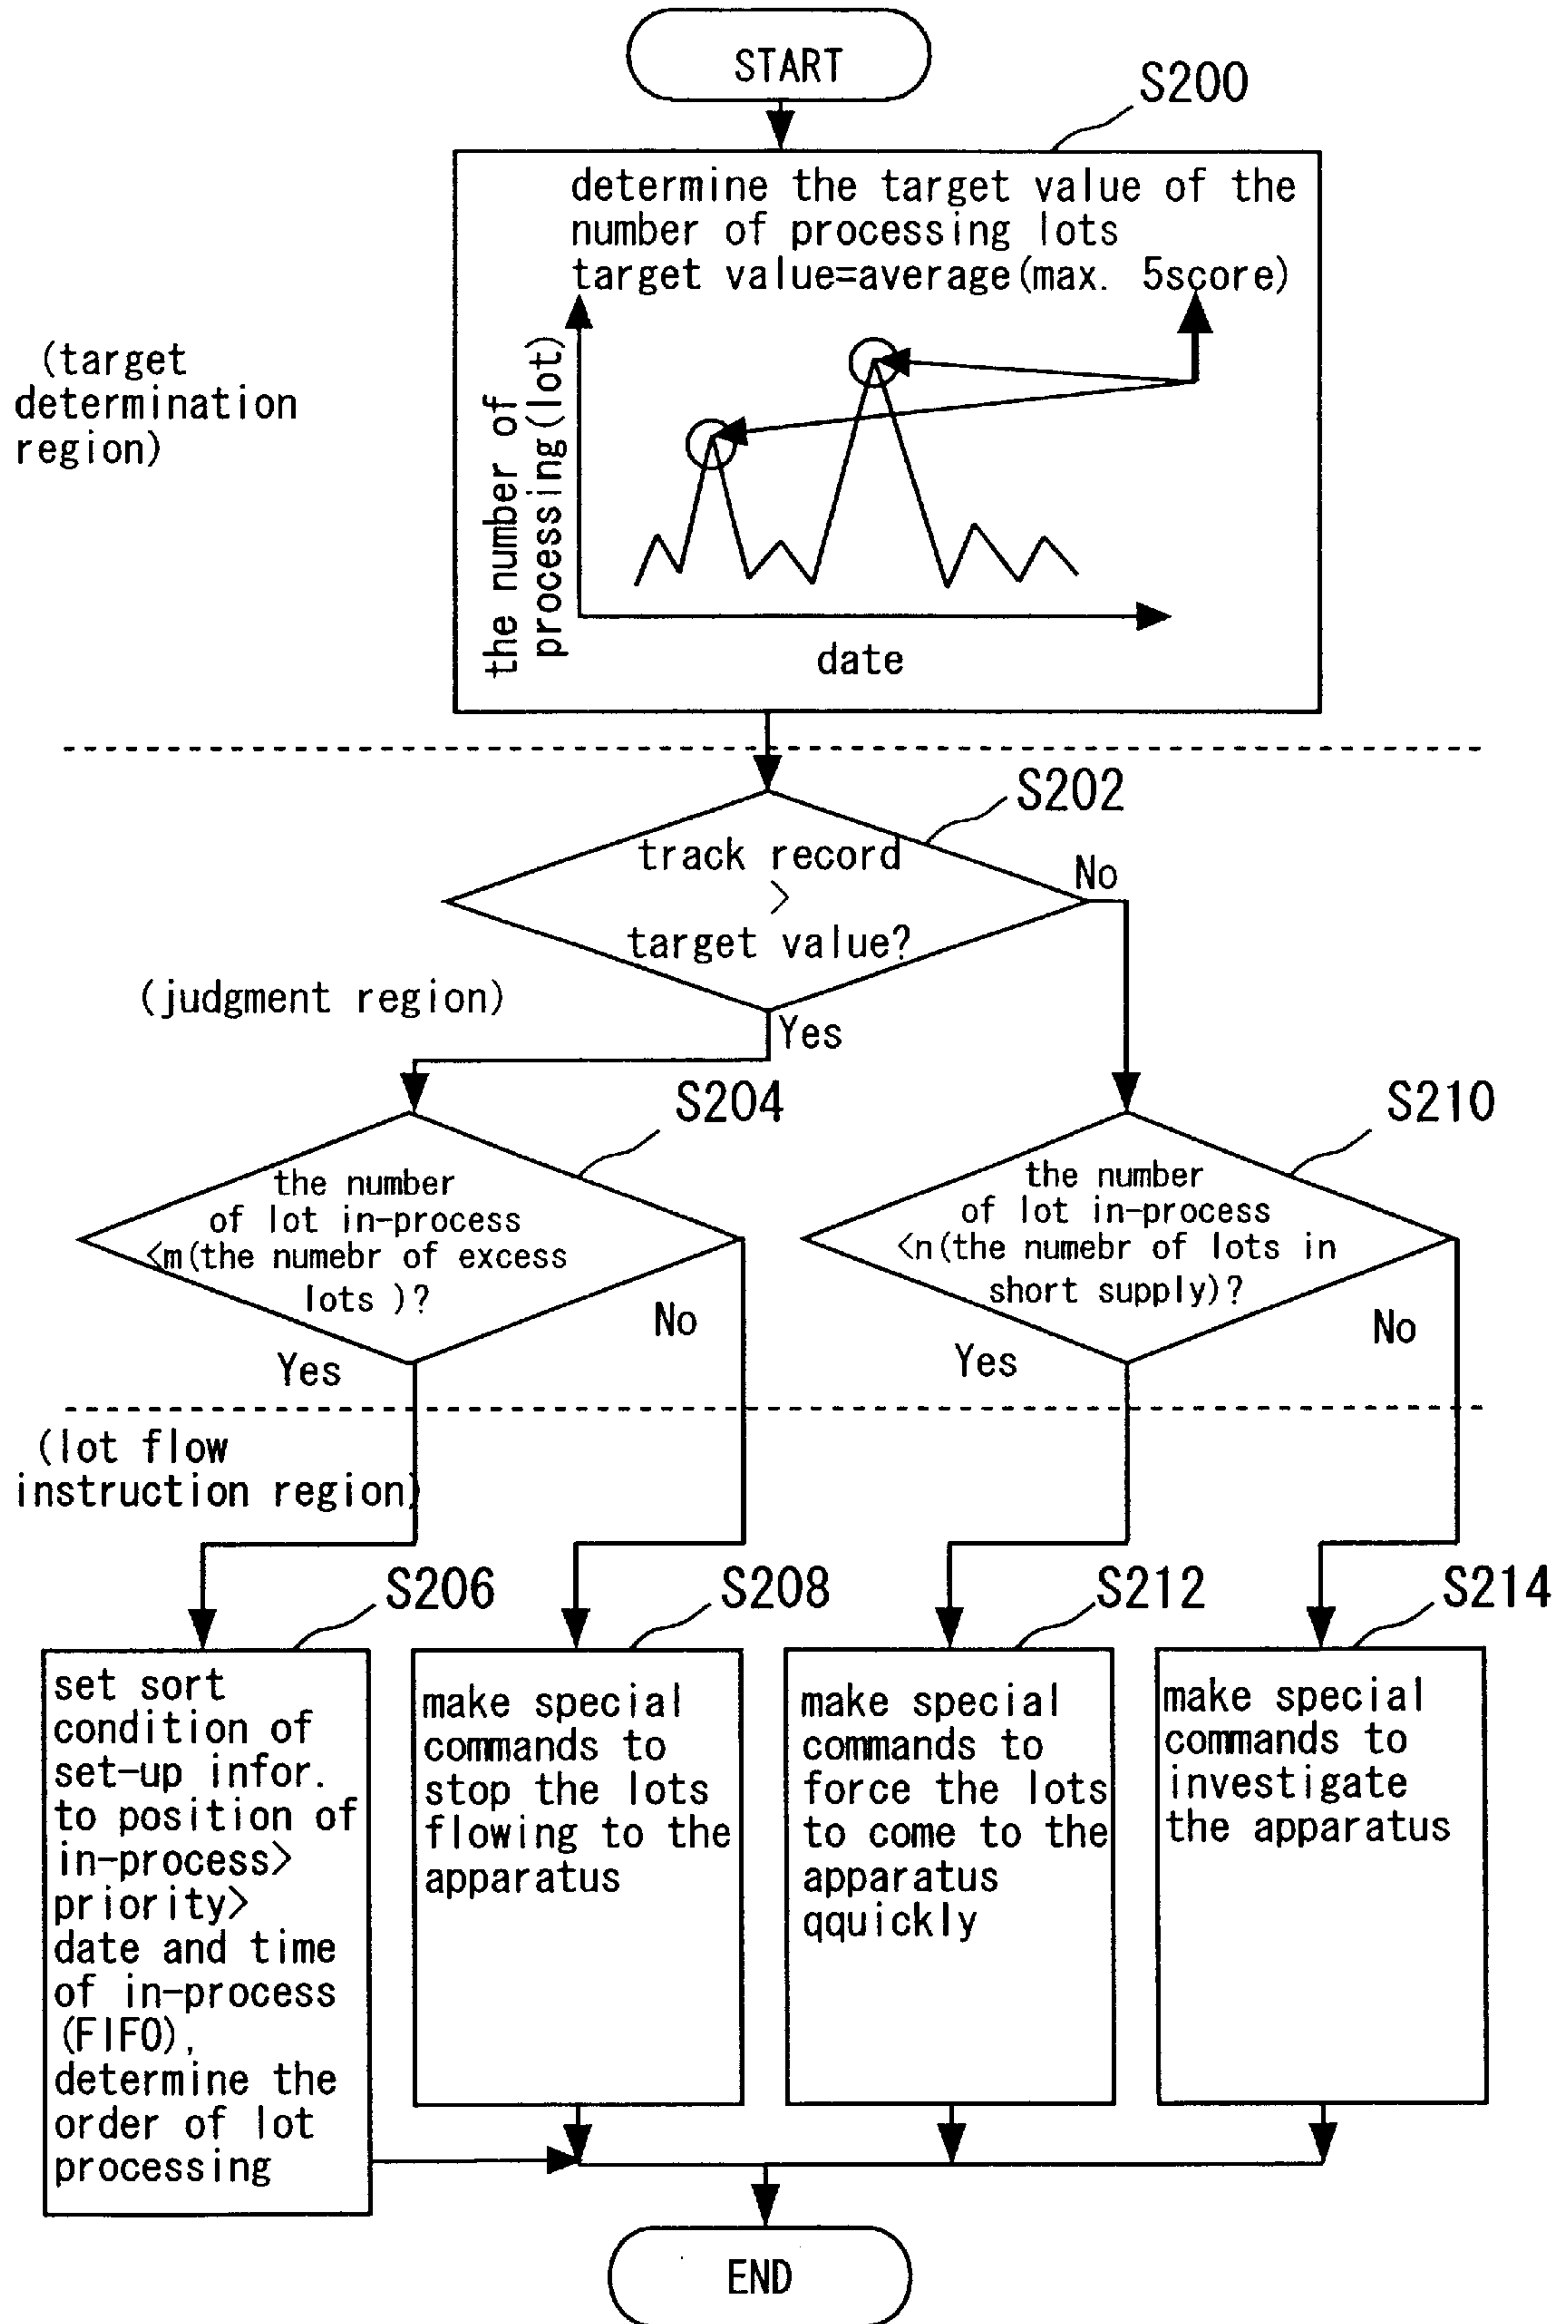 START
S200
determine the target value of the
number of processing lots
target value=average(max. 5score)
(target
determination
region)
the number of
processing(lot)
date
S202
track record
>
target value?
No
(judgment region)
Yes
S204
S210
the number
of lot in-process
<m(the numebr of excess
lots )?
No
Yes
the number
of lot in-process
<n(the numebr of lots in
short supply)?
No
Yes
(lot flow
instruction region)
S206
S208
S212
S214
set sort
condition of
set-up infor.
to position of
in-process>
priority>
date and time
of in-process
(FIFO),
determine the
order of lot
processing
make special
commands to
stop the lots
flowing to the
apparatus
make special
commands to
force the lots
to come to the
apparatus
qquickly
make special
commands to
investigate
the apparatus
END